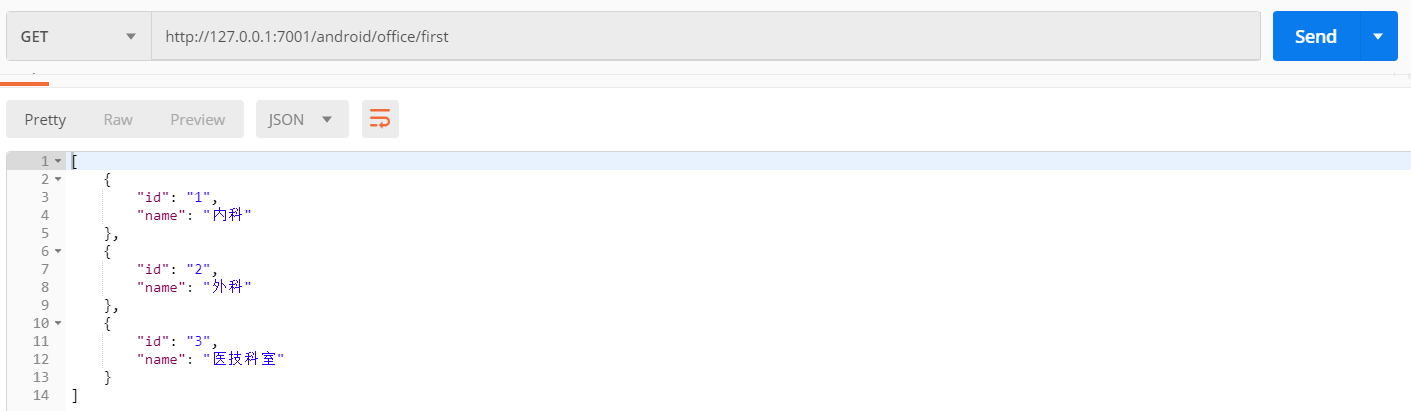 GET http://127.0.0.1:7001/android/office/first Send
Pretty Raw Preview JSON
1 [
2 {
3 "id": "1",
4 "name": "内科"
5 },
6 {
7 "id": "2",
8 "name": "外科"
9 },
10 {
11 "id": "3",
12 "name": "医技科室"
13 }
14 ]